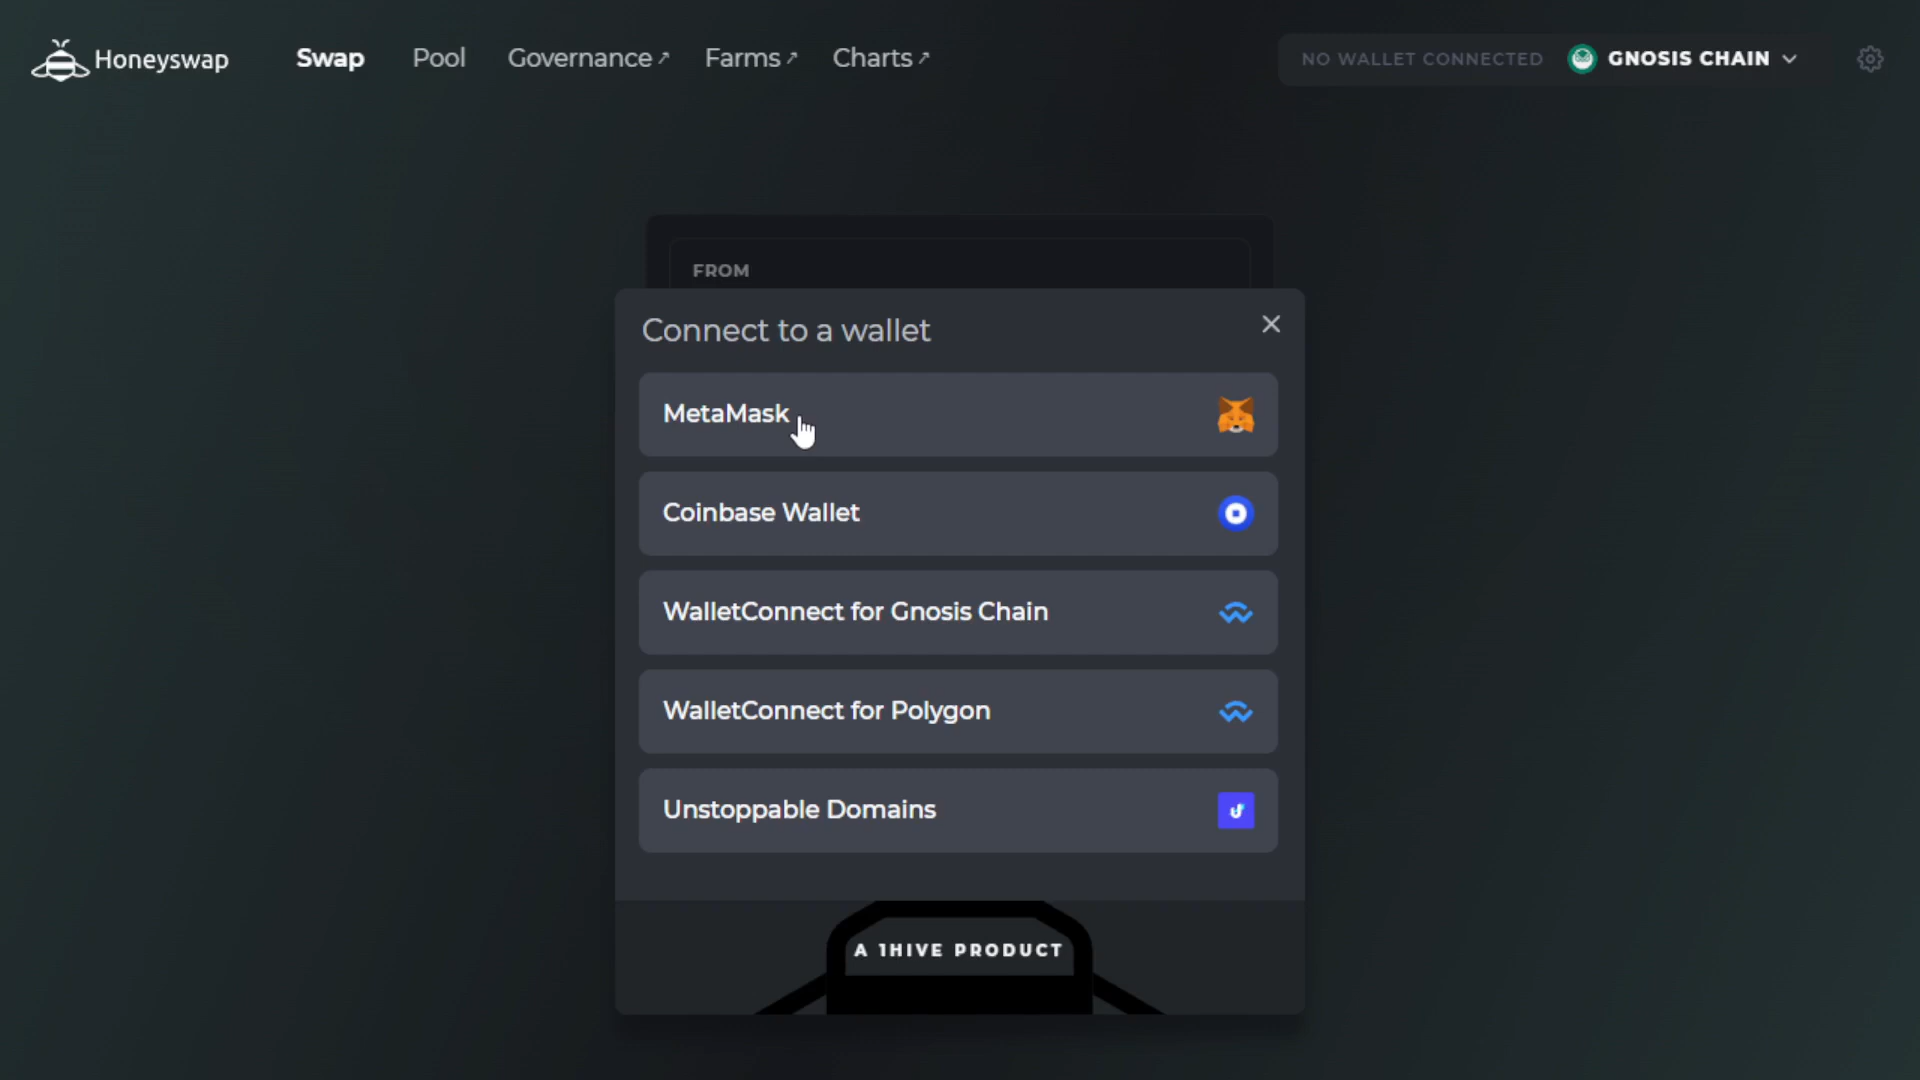 Honeyswap
Swap
Pool
Governance↗
Farms↗
Charts↗
NO WALLET CONNECTED
GNOSIS CHAIN
FROM
Connect to a wallet
MetaMask
Coinbase Wallet
WalletConnect for Gnosis Chain
WalletConnect for Polygon
Unstoppable Domains
A 1HIVE PRODUCT